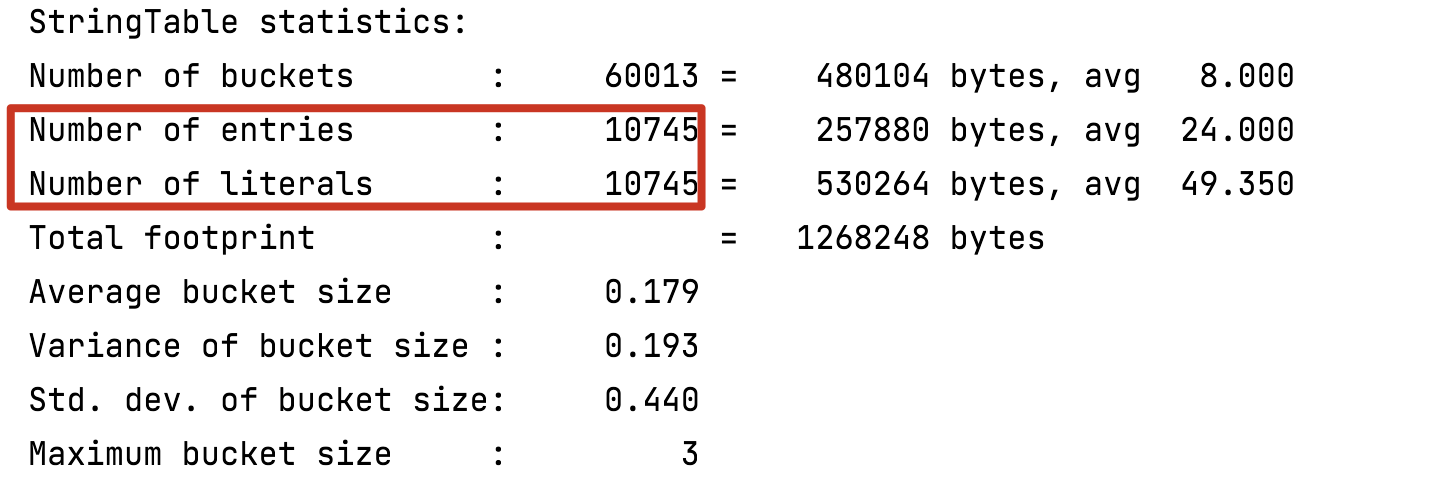 StringTable statistics:
Number of buckets       :     60013 =    480104 bytes, avg   8.000
Number of entries       :     10745 =    257880 bytes, avg  24.000
Number of literals      :     10745 =    530264 bytes, avg  49.350
Total footprint         :           =   1268248 bytes
Average bucket size     :     0.179
Variance of bucket size :     0.193
Std. dev. of bucket size:     0.440
Maximum bucket size     :         3